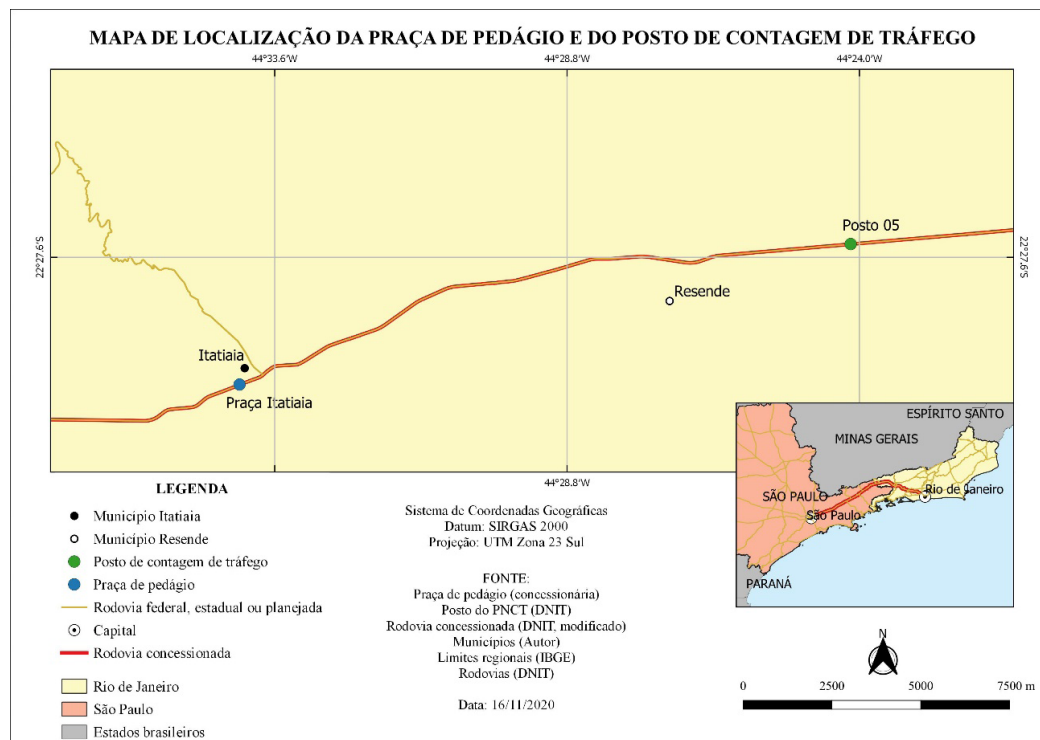 MAPA DE LOCALIZAÇÃO DA PRAÇA DE PEDÁGIO E DO POSTO DE CONTAGEM DE TRÁFEGO
44°33.6'W
44°28.8'W
44°24.0'W
22°27.6'S
22°27.6'S
Posto 05
Resende
Itatiaia
Praça Itatiaia
44°28.8'W
LEGENDA
Municipio Itatiaia
Município Resende
Posto de contagem de tráfego
Praça de pedágio
Rodovia federal, estadual ou planejada
Capital
Rodovia concessionada
Rio de Janeiro
São Paulo
Estados brasileiros
Sistema de Coordenadas Geográficas
Datum: SIRGAS 2000
Projeção: UTM Zona 23 Sul
FONTE:
Praça de pedágio (concessionária)
Posto do PNCT (DNIT)
Rodovia concessionada (DNIT, modificado)
Municípios (Autor)
Limites regionais (IBGE)
Rodovias (DNIT)
Data: 16/11/2020
ESPÍRITO SANTO
MINAS GERAIS
SÃO PAULO
Rio de Janeiro
São Paulo
PARANÁ
N
0 2500 5000 7500 m